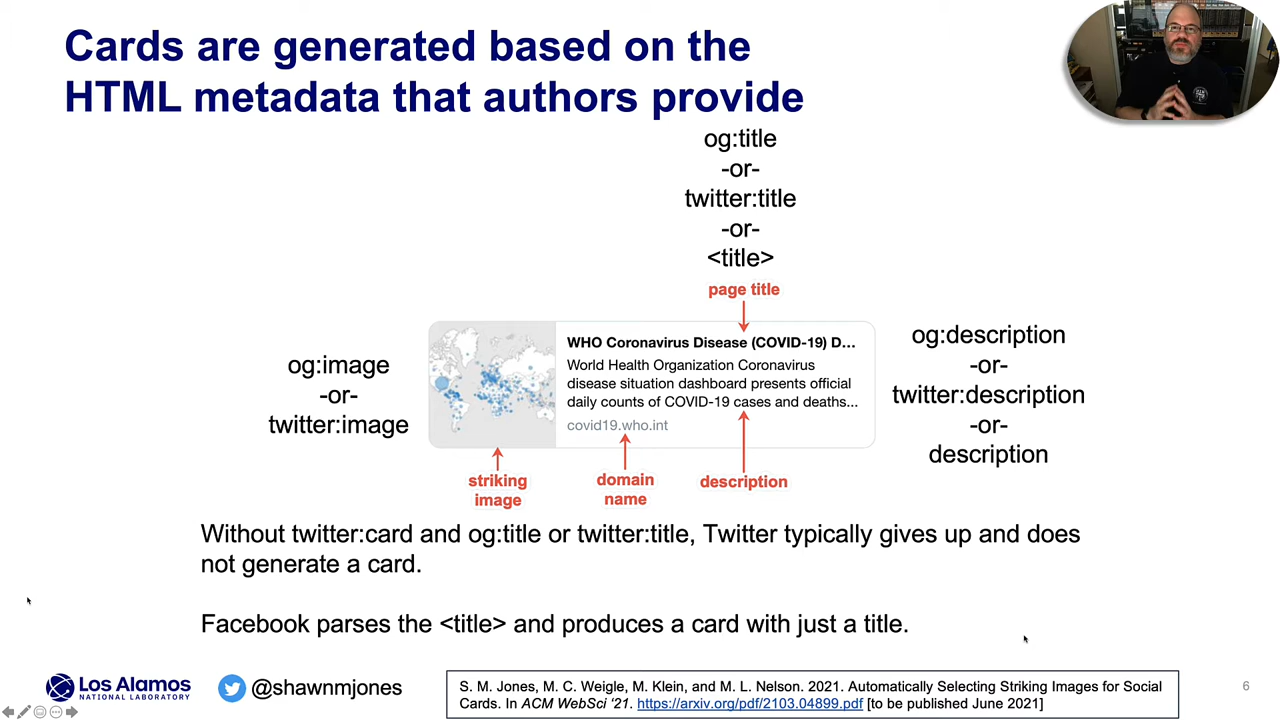 Cards are generated based on the
HTML metadata that authors provide
og:title
-or-
twitter:title
-or-
<title>
page title
og:image
-or-
twitter:image
WHO Coronavirus Disease (COVID-19) D...
World Health Organization Coronavirus
disease situation dashboard presents official
daily counts of COVID-19 cases and deaths...
covid19.who.int
og:description
-or-
twitter:description
-or-
description
striking
image
domain
name
description
Without twitter:card and og:title or twitter:title, Twitter typically gives up and does
not generate a card.
Facebook parses the <title> and produces a card with just a title.
Los Alamos
NATIONAL LABORATORY
@shawnmjones
S. M. Jones, M. C. Weigle, M. Klein, and M. L. Nelson. 2021. Automatically Selecting Striking Images for Social
Cards. In ACM WebSci '21. https://arxiv.org/pdf/2103.04899.pdf [to be published June 2021]
6